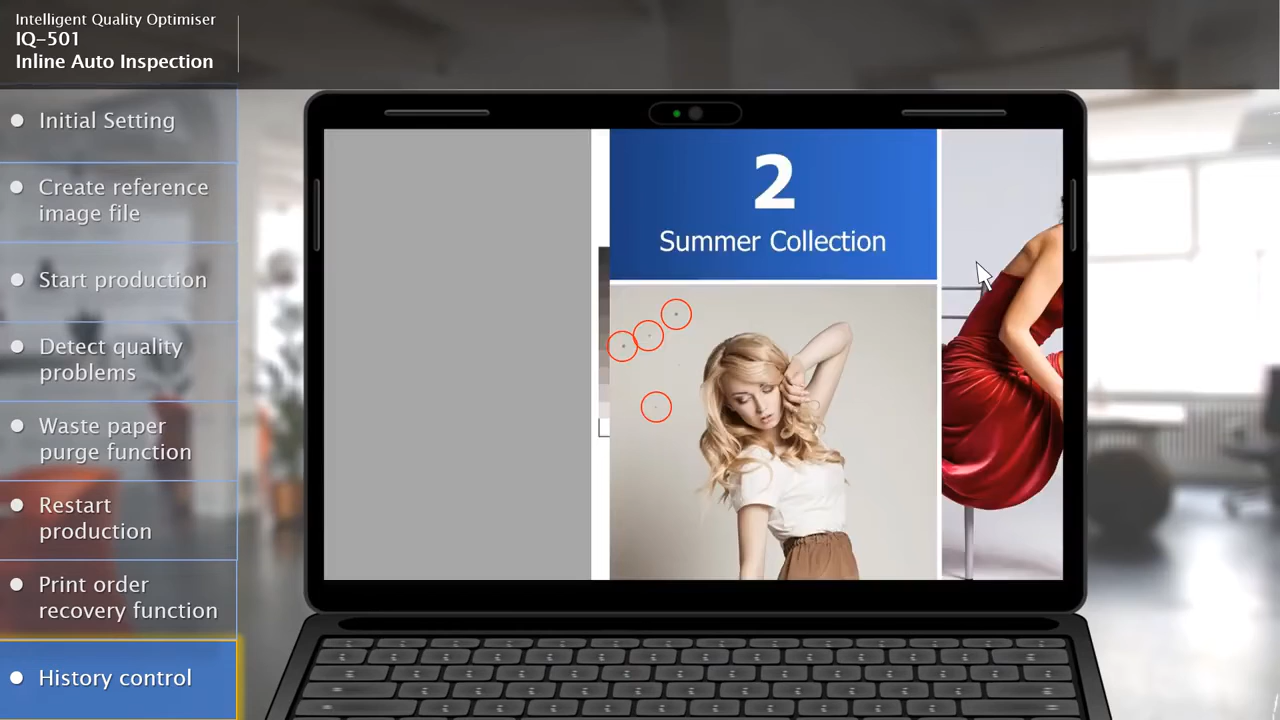 Intelligent Quality Optimiser
IQ-501
Inline Auto Inspection
Initial Setting
Create reference
image file
Start production
Detect quality
problems
Waste paper
purge function
Restart
production
Print order
recovery function
History control
2
Summer Collection